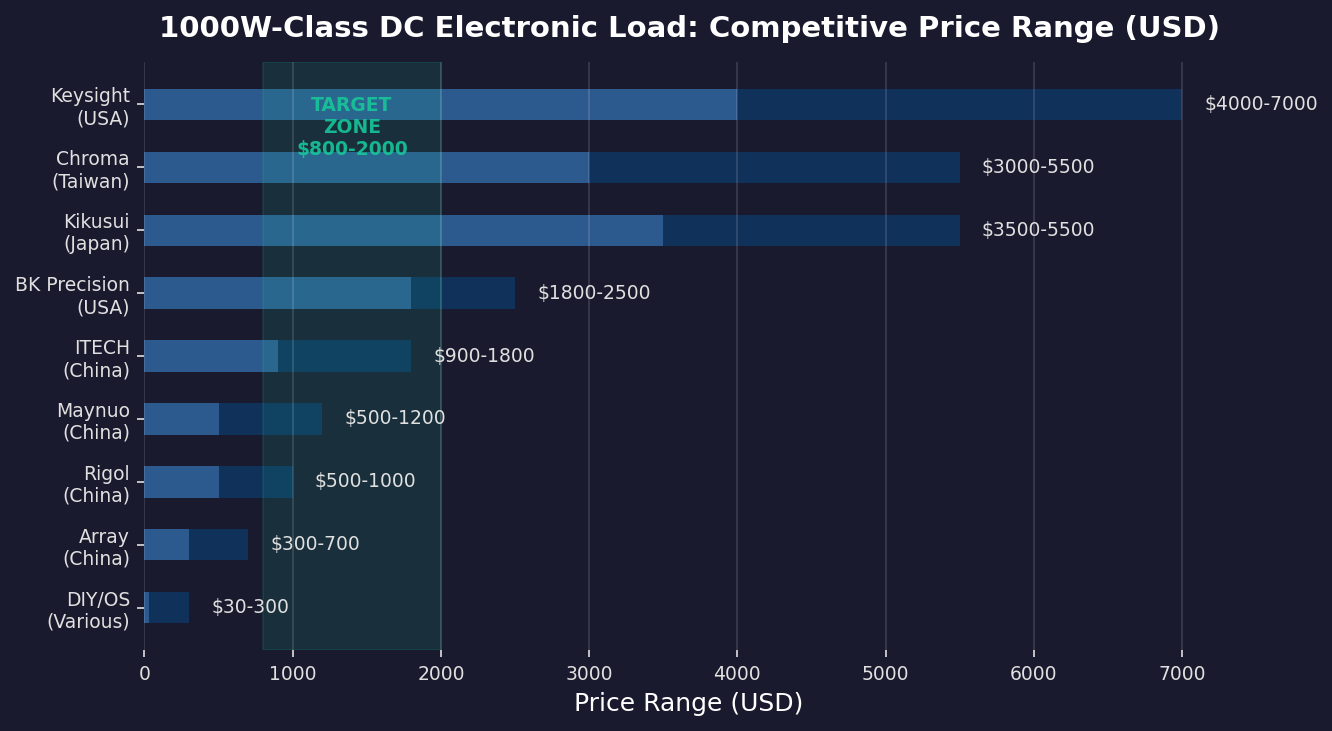 1000W-Class DC Electronic Load: Competitive Price Range (USD)
Keysight
(USA)
$4000-7000
TARGET
ZONE
$800-2000
Chroma
(Taiwan)
$3000-5500
Kikusui
(Japan)
$3500-5500
BK Precision
(USA)
$1800-2500
ITECH
(China)
$900-1800
Maynuo
(China)
$500-1200
Rigol
(China)
$500-1000
Array
(China)
$300-700
DIY/OS
(Various)
$30-300
0 1000 2000 3000 4000 5000 6000 7000
Price Range (USD)